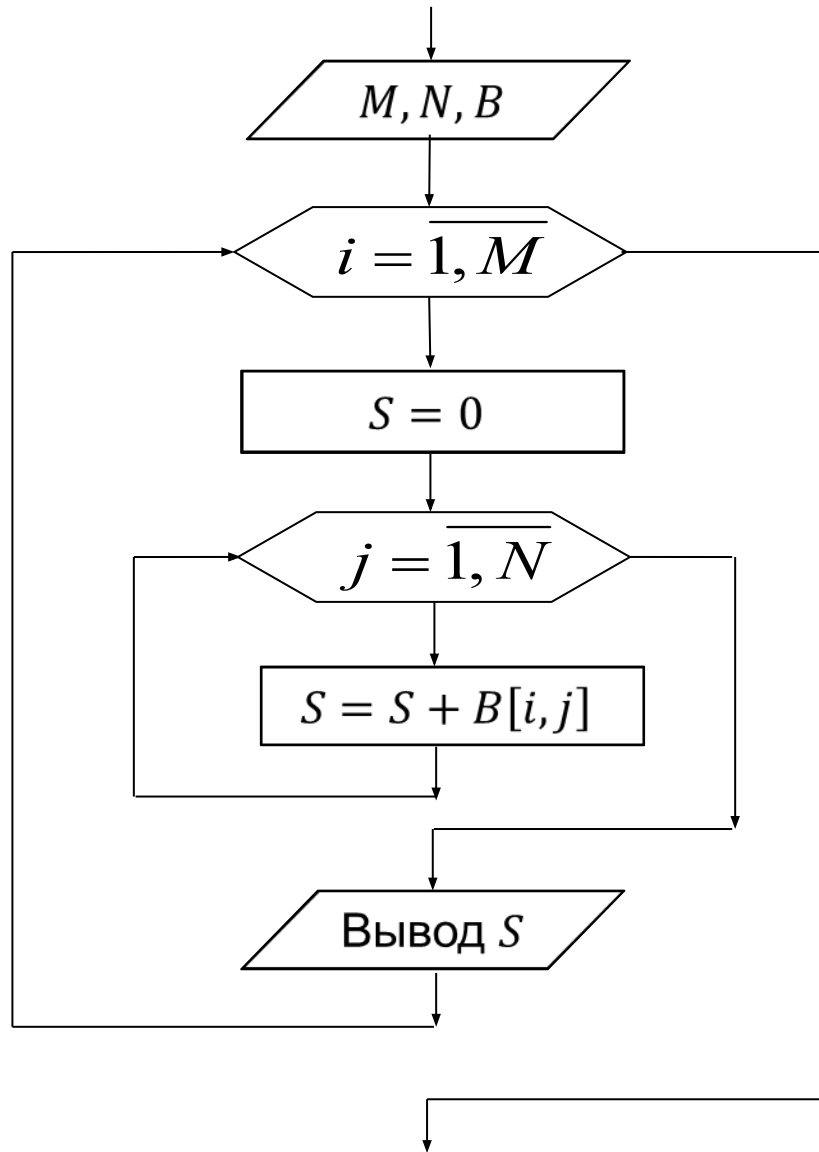 M, N, B
i = 1, M
S = 0
j = 1, N
S = S + B[i, j]
Вывод S